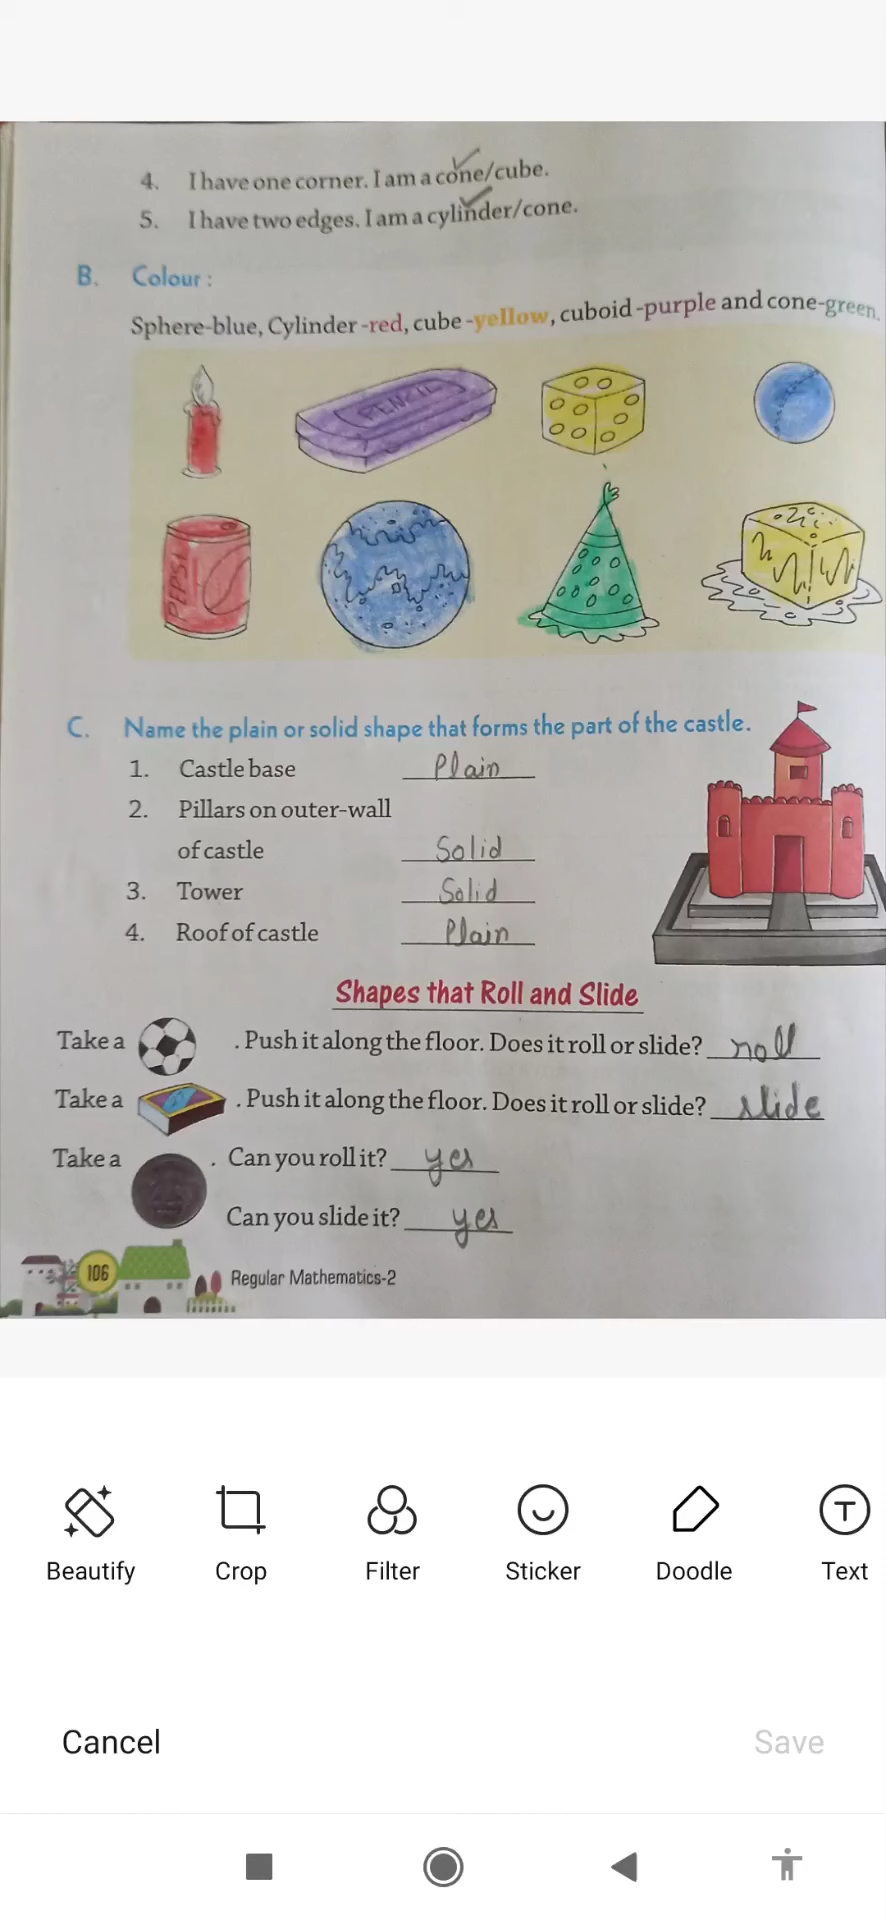 4. I have one corner. I am a cone/cube.
5. I have two edges. I am a cylinder/cone.
B. Colour :
Sphere-blue, Cylinder-red, cube-yellow, cuboid-purple and cone-green.
PENCIL
PEPSI
C. Name the plain or solid shape that forms the part of the castle.
1. Castle base Plain
2. Pillars on outer-wall
of castle Solid
3. Tower Solid
4. Roof of castle Plain
Shapes that Roll and Slide
Take a . Push it along the floor. Does it roll or slide? roll
Take a . Push it along the floor. Does it roll or slide? slide
Take a . Can you roll it? yes
Can you slide it? yes
106 Regular Mathematics-2
Beautify Crop Filter Sticker Doodle Text
Cancel Save